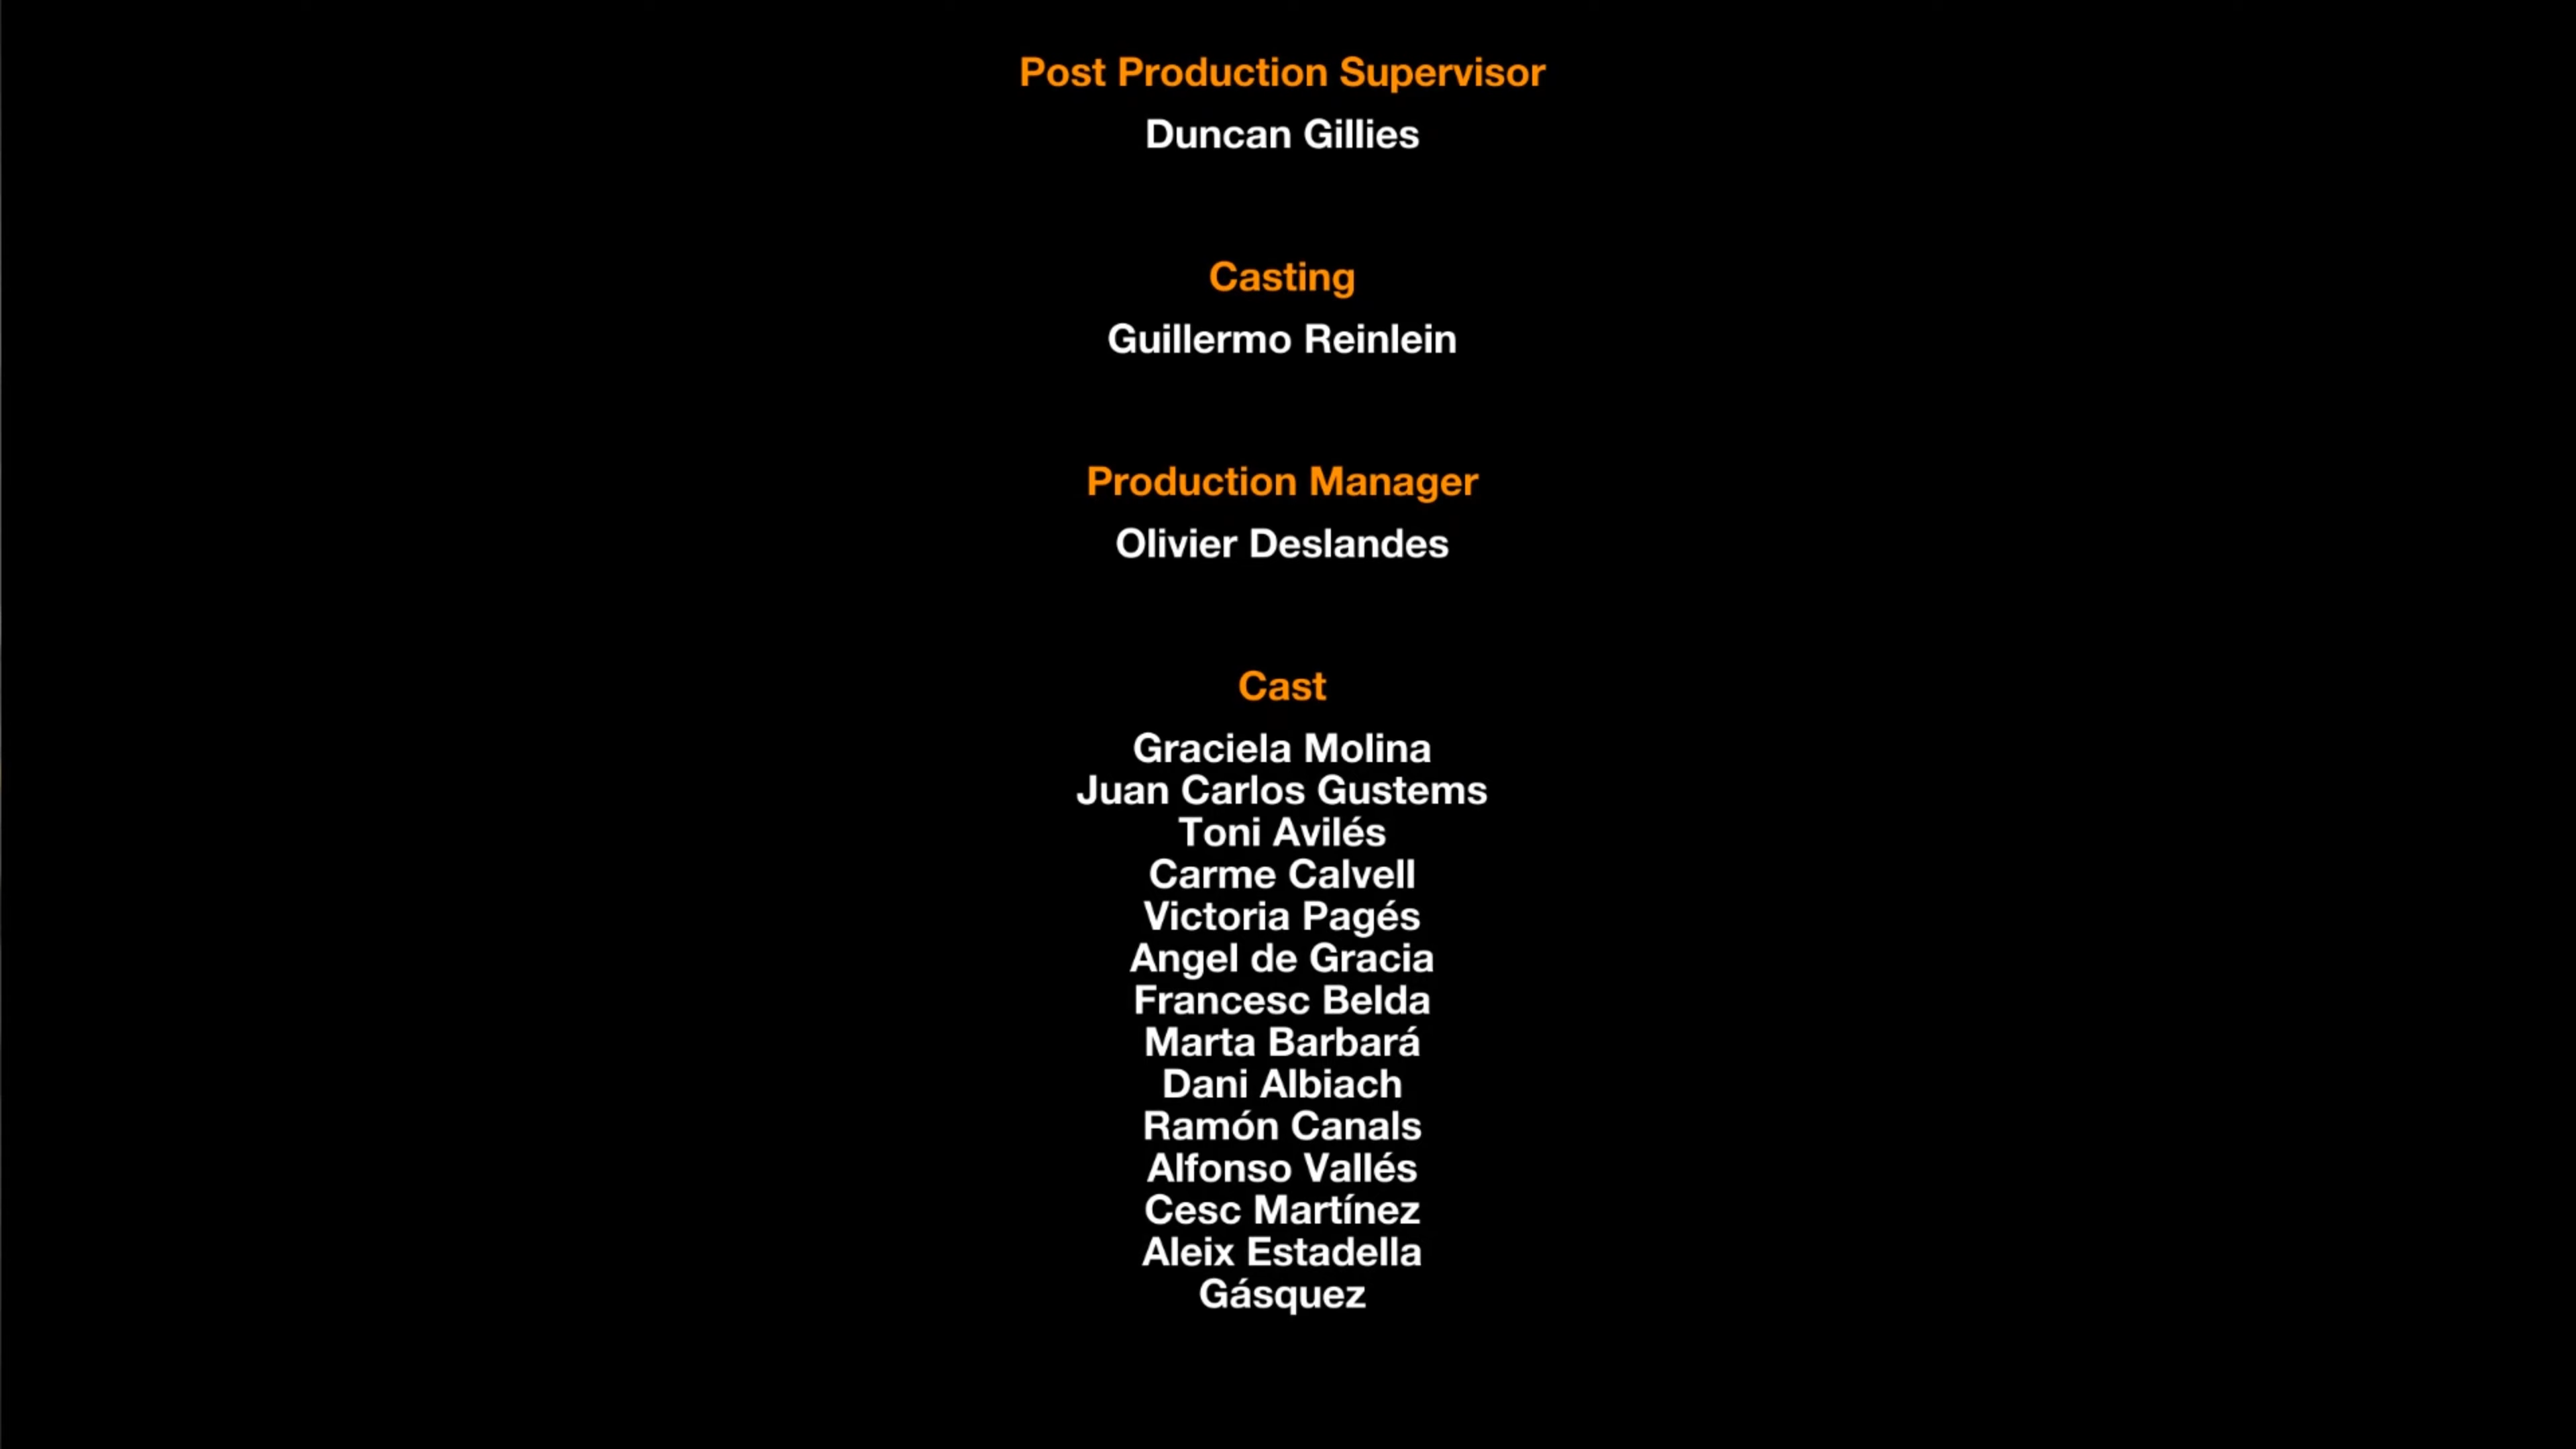 Post Production Supervisor
Duncan Gillies
Casting
Guillermo Reinlein
Production Manager
Olivier Deslandes
Cast
Graciela Molina
Juan Carlos Gustems
Toni Avilés
Carme Calvell
Victoria Pagés
Angel de Gracia
Francesc Belda
Marta Barbará
Dani Albiach
Ramón Canals
Alfonso Vallés
Cesc Martínez
Aleix Estadella
Gásquez